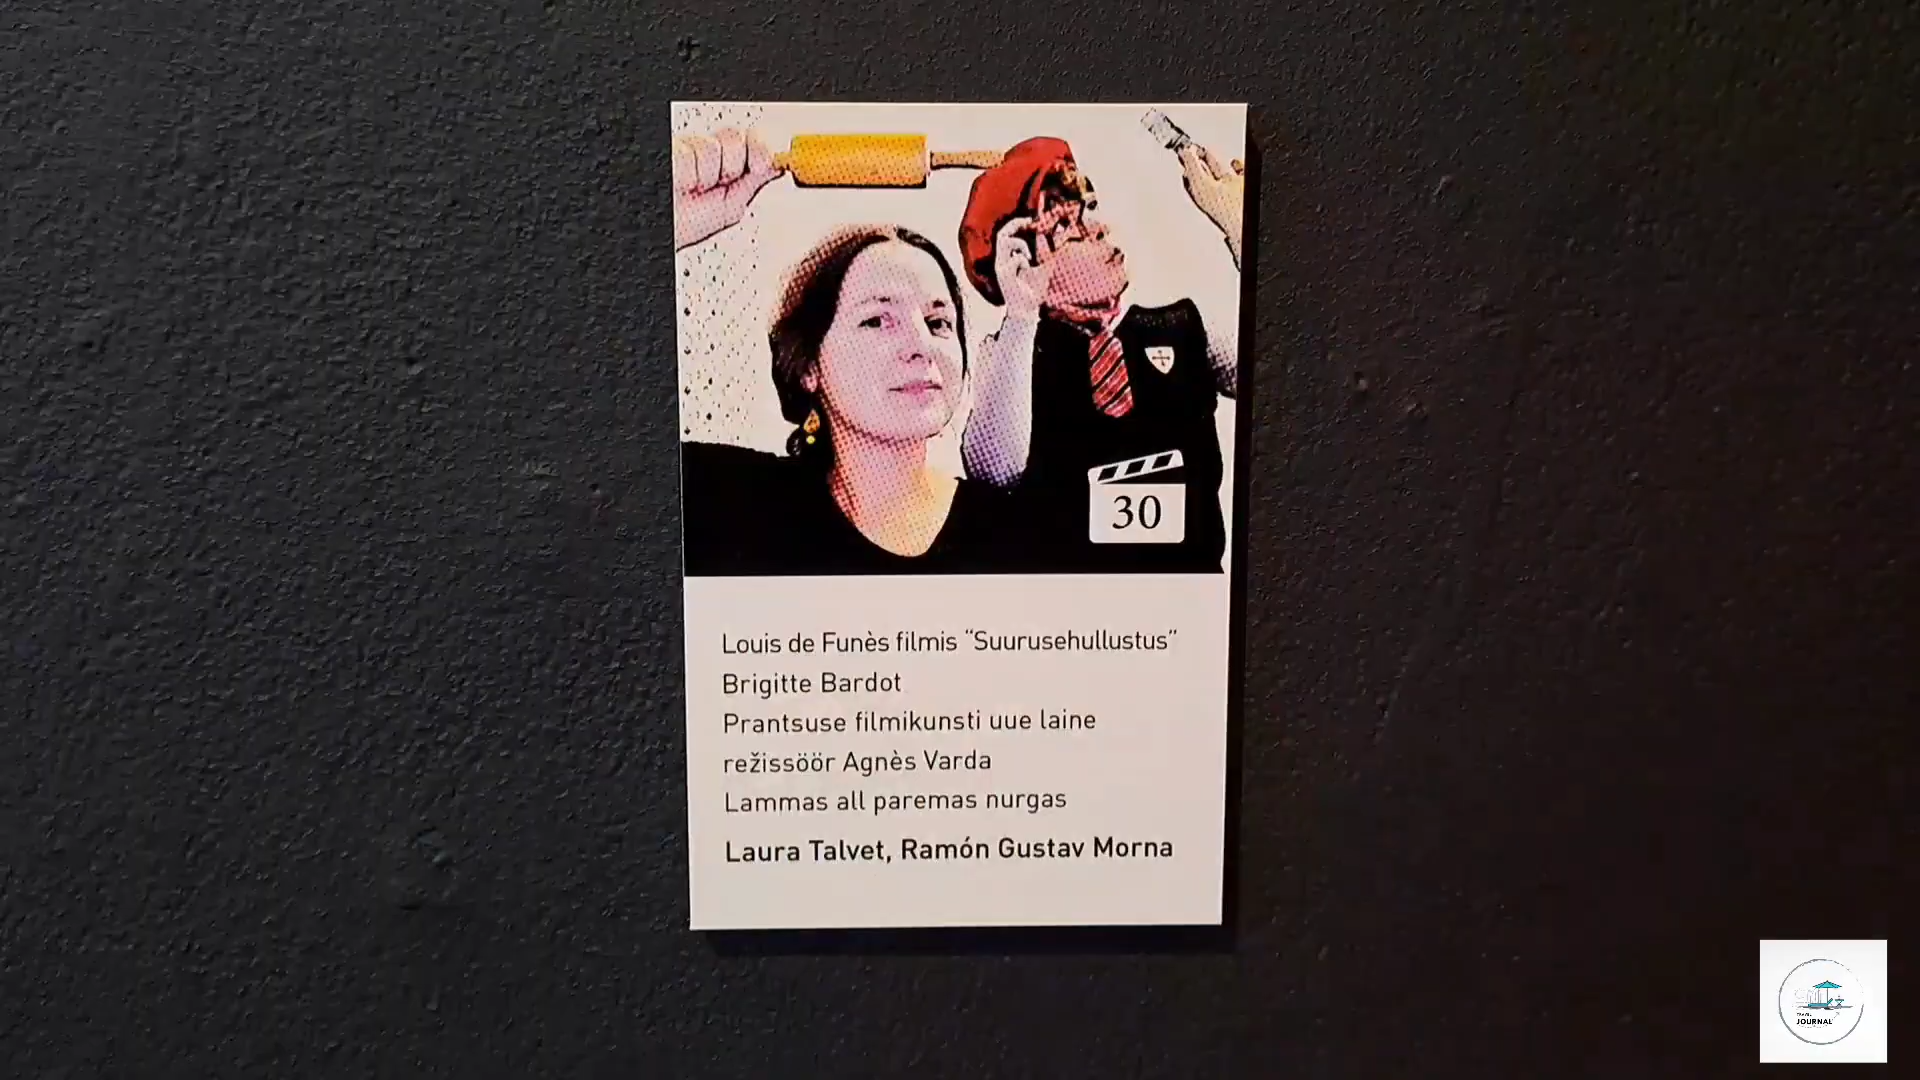 30
Louis de Funès filmis “Suurusehullustus”
Brigitte Bardot
Prantsuse filmikunsti uue laine
režissöör Agnès Varda
Lammas all paremas nurgas
Laura Talvet, Ramón Gustav Morna
JOURNAL